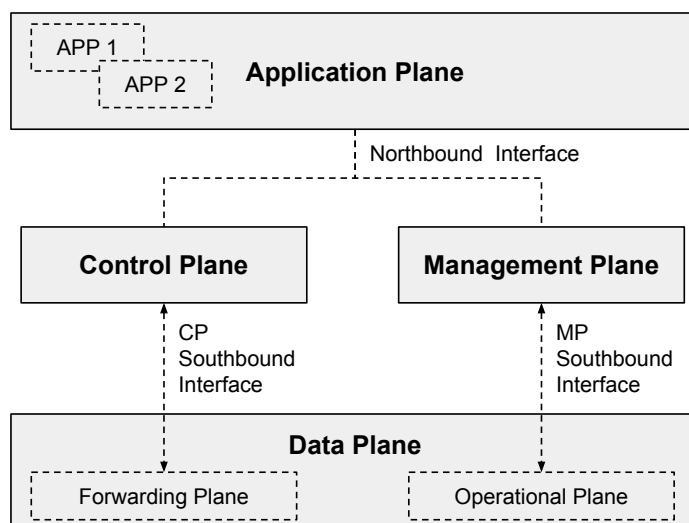 APP 1
APP 2
Application Plane
Northbound Interface
Control Plane
Management Plane
CP
Southbound
Interface
MP
Southbound
Interface
Data Plane
Forwarding Plane
Operational Plane